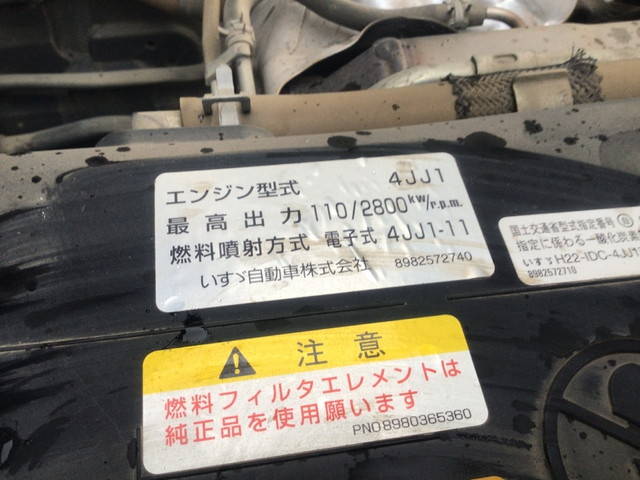 エンジン型式 4JJ1
最高出力 110/2800kW/r.p.m.
燃料噴射方式 電子式 4JJ1-11
いすゞ自動車株式会社 8982572740
国土交通省型式指定番号
指定に係わる一酸化炭素
いすゞH22-IDC-4JJ1
8982572710
注意
燃料フィルタエレメントは
純正品を使用願います
PNO8980365360